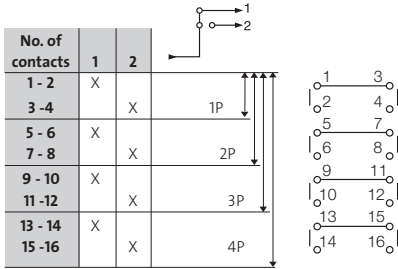 1
2
No. of
contacts 1 2
1 - 2 X
3 -4 X 1P
5 - 6 X
7 - 8 X 2P
9 - 10 X
11 -12 X 3P
13 - 14 X
15 -16 X 4P
1 3
2 4
5 7
6 8
9 11
10 12
13 15
14 16